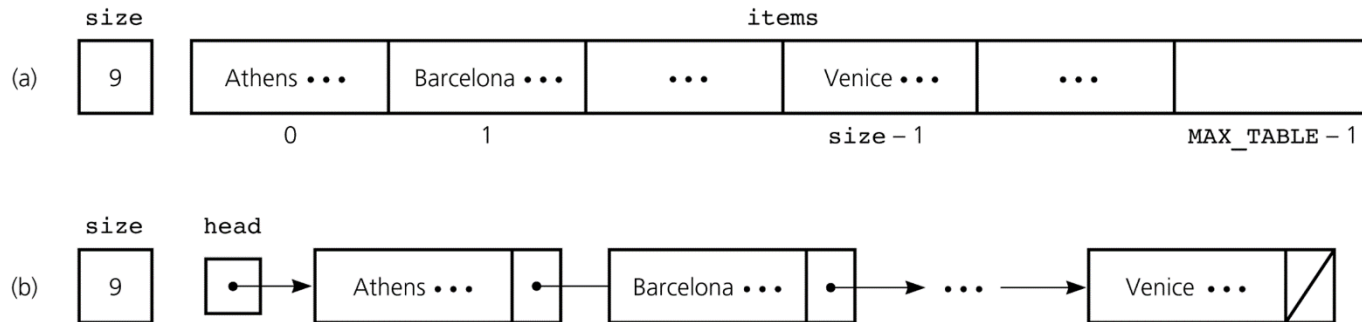 size items
(a) 9 Athens ••• Barcelona ••• ••• Venice ••• •••
0 1 size – 1 MAX_TABLE – 1
size head
(b) 9 Athens ••• Barcelona ••• ••• Venice •••